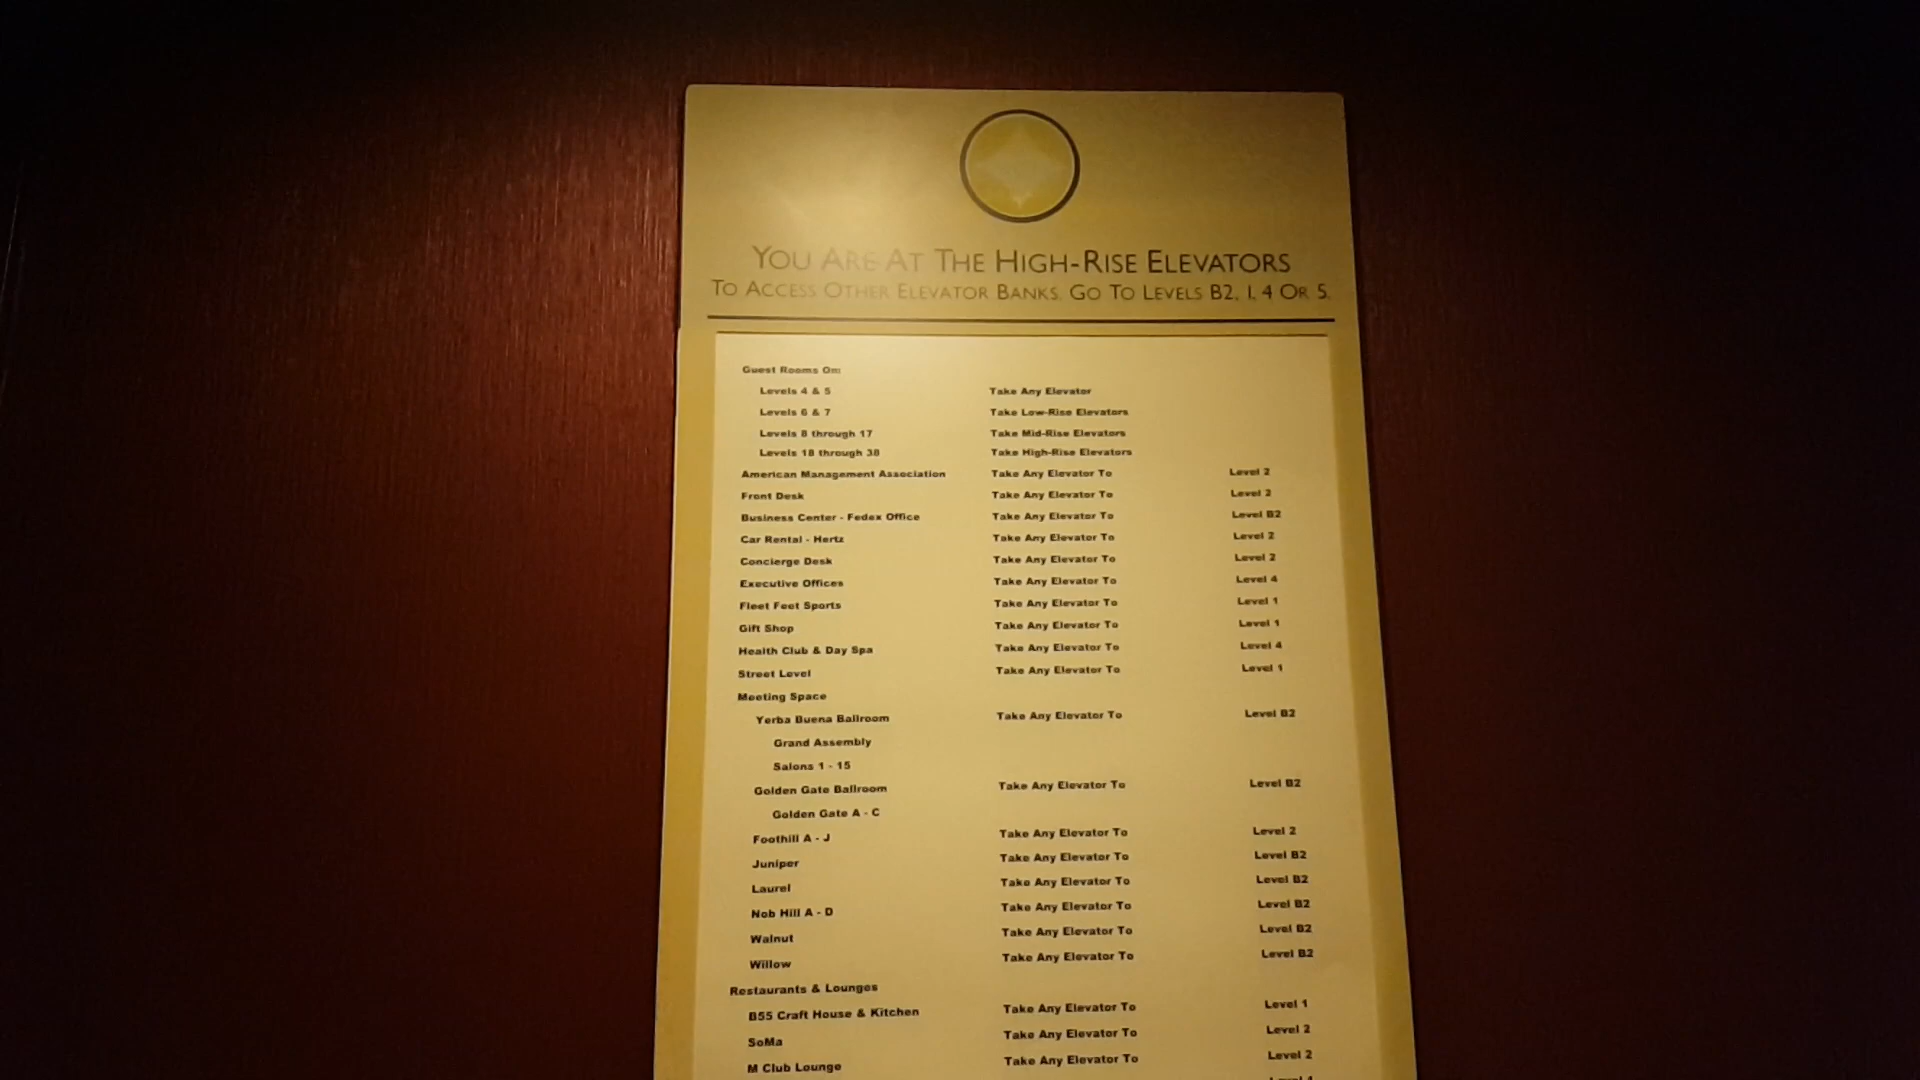 You Are At The High-Rise Elevators
To Access Other Elevator Banks, Go To Levels B2, 1, 4 Or 5.
Guest Rooms On:
Levels 4 & 5 Take Any Elevator
Levels 6 & 7 Take Low-Rise Elevators
Levels 8 through 17 Take Mid-Rise Elevators
Levels 18 through 38 Take High-Rise Elevators
American Management Association Take Any Elevator To Level 2
Front Desk Take Any Elevator To Level 2
Business Center - Fedex Office Take Any Elevator To Level B2
Car Rental - Hertz Take Any Elevator To Level 2
Concierge Desk Take Any Elevator To Level 2
Executive Offices Take Any Elevator To Level 4
Fleet Feet Sports Take Any Elevator To Level 1
Gift Shop Take Any Elevator To Level 1
Health Club & Day Spa Take Any Elevator To Level 4
Street Level Take Any Elevator To Level 1
Meeting Space
Yerba Buena Ballroom Take Any Elevator To Level B2
Grand Assembly
Salons 1 - 15
Golden Gate Ballroom Take Any Elevator To Level B2
Golden Gate A - C
Foothill A - J Take Any Elevator To Level 2
Juniper Take Any Elevator To Level B2
Laurel Take Any Elevator To Level B2
Nob Hill A - D Take Any Elevator To Level B2
Walnut Take Any Elevator To Level B2
Willow Take Any Elevator To Level B2
Restaurants & Lounges
B55 Craft House & Kitchen Take Any Elevator To Level 1
SoMa Take Any Elevator To Level 2
M Club Lounge Take Any Elevator To Level 2